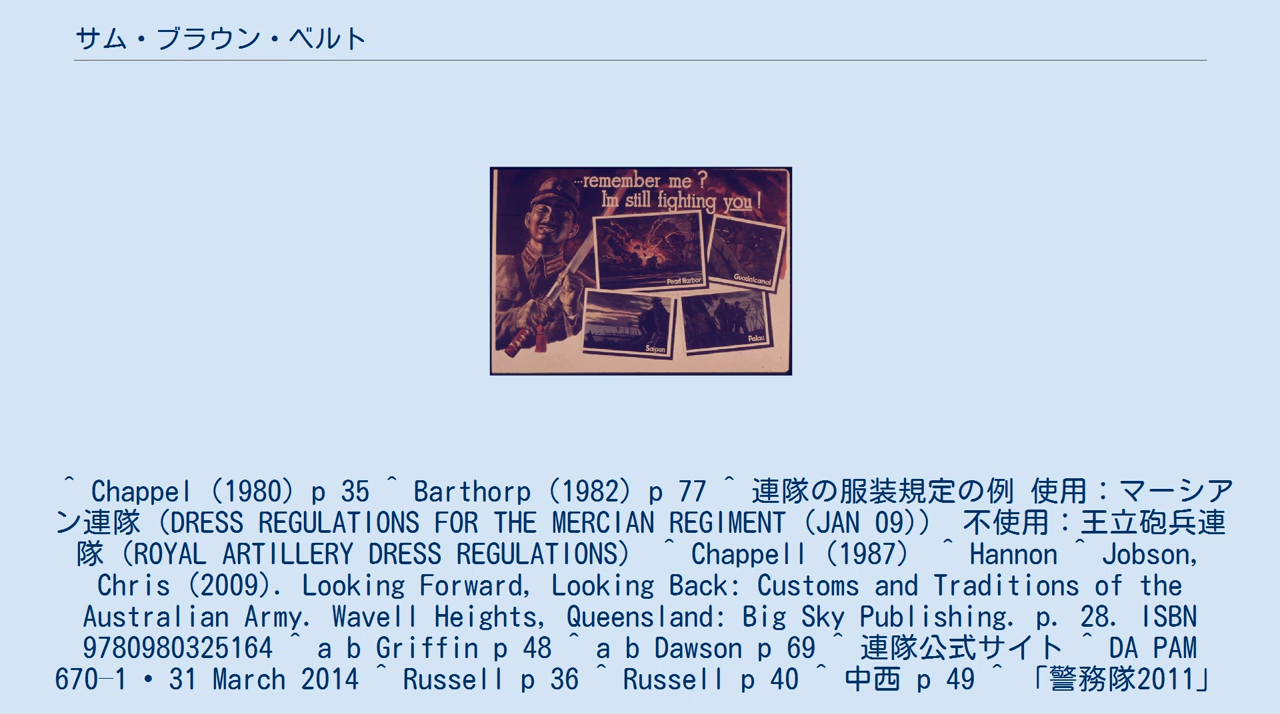 サム・ブラウン・ベルト
...remember me?
I'm still fighting you!
Pearl Harbor
Guadalcanal
Saipan
Palau
^ Chappel (1980) p 35 ^ Barthorp (1982) p 77 ^ 連隊の服装規定の例 使用：マーシア
ン連隊（DRESS REGULATIONS FOR THE MERCIAN REGIMENT (JAN 09)） 不使用：王立砲兵連
隊（ROYAL ARTILLERY DRESS REGULATIONS） ^ Chappell (1987) ^ Hannon ^ Jobson,
Chris (2009). Looking Forward, Looking Back: Customs and Traditions of the
Australian Army. Wavell Heights, Queensland: Big Sky Publishing. p. 28. ISBN
9780980325164 ^ a b Griffin p 48 ^ a b Dawson p 69 ^ 連隊公式サイト ^ DA PAM
670–1 • 31 March 2014 ^ Russell p 36 ^ Russell p 40 ^ 中西 p 49 ^ 「警務隊2011」